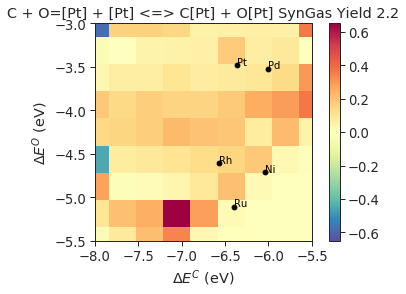 C + O=[Pt] + [Pt] <=> C[Pt] + O[Pt] SynGas Yield 2.2
−3.0
−3.5
−4.0
−4.5
−5.0
−5.5
ΔE^O (eV)
Pt
Pd
Rh
Ni
Ru
−8.0 −7.5 −7.0 −6.5 −6.0 −5.5
ΔE^C (eV)
0.6
0.4
0.2
0.0
−0.2
−0.4
−0.6